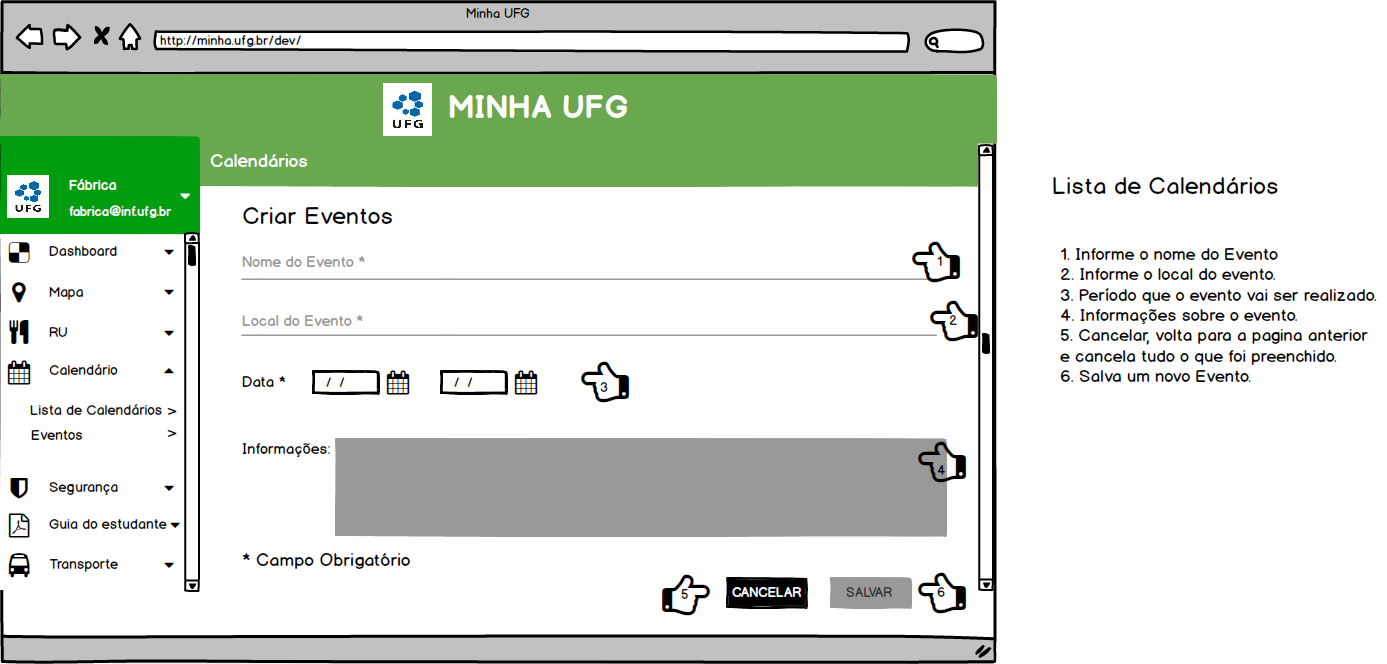 Minha UFG
http://minha.ufg.br/dev/
UFG
MINHA UFG
Calendários
UFG
Fábrica
fabrica@inf.ufg.br
Dashboard
Mapa
RU
Calendário
Lista de Calendários >
Eventos >
Segurança
Guia do estudante
Transporte
Criar Eventos
Nome do Evento *
1
Local do Evento *
2
Data * / / / /
3
Informações:
4
* Campo Obrigatório
5
CANCELAR
SALVAR
6
Lista de Calendários
1. Informe o nome do Evento
2. Informe o local do evento.
3. Período que o evento vai ser realizado.
4. Informações sobre o evento.
5. Cancelar, volta para a pagina anterior
e cancela tudo o que foi preenchido.
6. Salva um novo Evento.